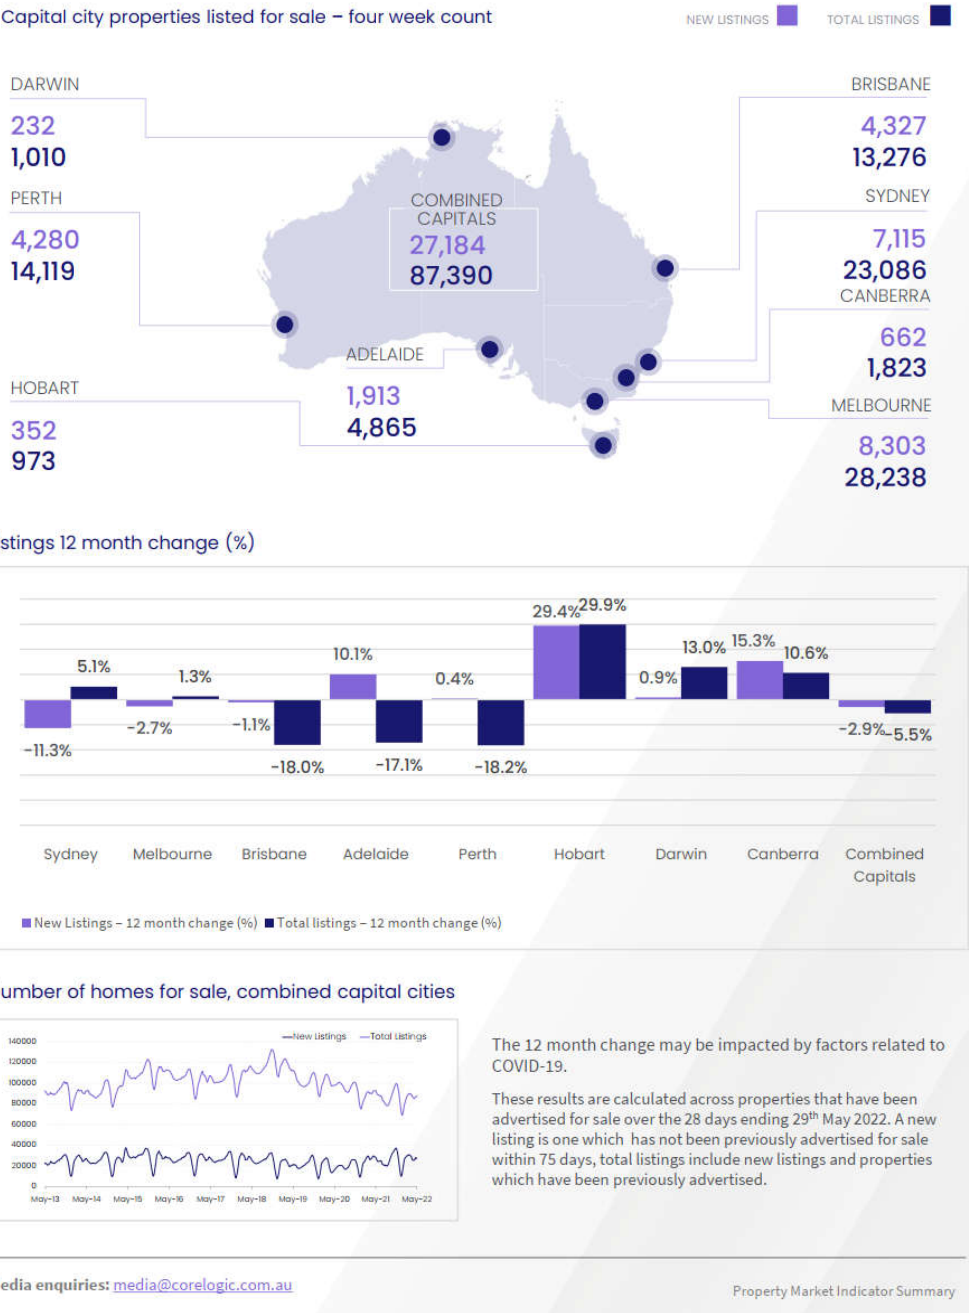 Capital city properties listed for sale – four week count
NEW LISTINGS
TOTAL LISTINGS
DARWIN
232
1,010
PERTH
4,280
14,119
HOBART
352
973
COMBINED
CAPITALS
27,184
87,390
ADELAIDE
1,913
4,865
BRISBANE
4,327
13,276
SYDNEY
7,115
23,086
CANBERRA
662
1,823
MELBOURNE
8,303
28,238
stings 12 month change (%)
-11.3%
5.1%
-2.7%
1.3%
-1.1%
-18.0%
10.1%
-17.1%
0.4%
-18.2%
29.4%
29.9%
0.9%
13.0%
15.3%
10.6%
-2.9%
-5.5%
Sydney
Melbourne
Brisbane
Adelaide
Perth
Hobart
Darwin
Canberra
Combined
Capitals
New Listings – 12 month change (%)
Total listings – 12 month change (%)
umber of homes for sale, combined capital cities
New Listings
Total Listings
140000
120000
100000
80000
60000
40000
20000
0
May-13
May-14
May-15
May-16
May-17
May-18
May-19
May-20
May-21
May-22
The 12 month change may be impacted by factors related to
COVID-19.
These results are calculated across properties that have been
advertised for sale over the 28 days ending 29th May 2022. A new
listing is one which has not been previously advertised for sale
within 75 days, total listings include new listings and properties
which have been previously advertised.
edia enquiries: media@corelogic.com.au
Property Market Indicator Summary